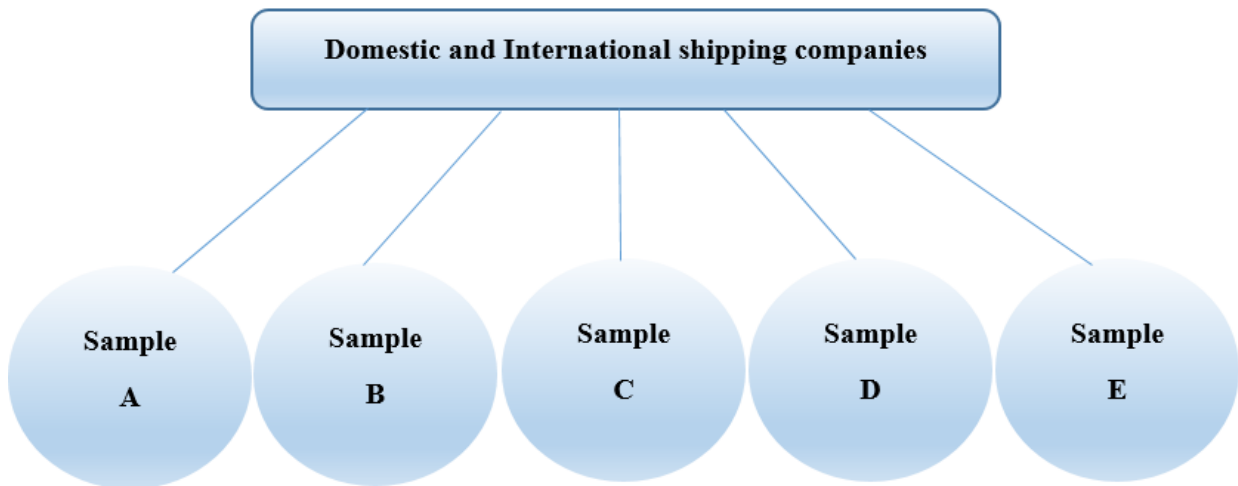 Domestic and International shipping companies
Sample
A
Sample
B
Sample
C
Sample
D
Sample
E